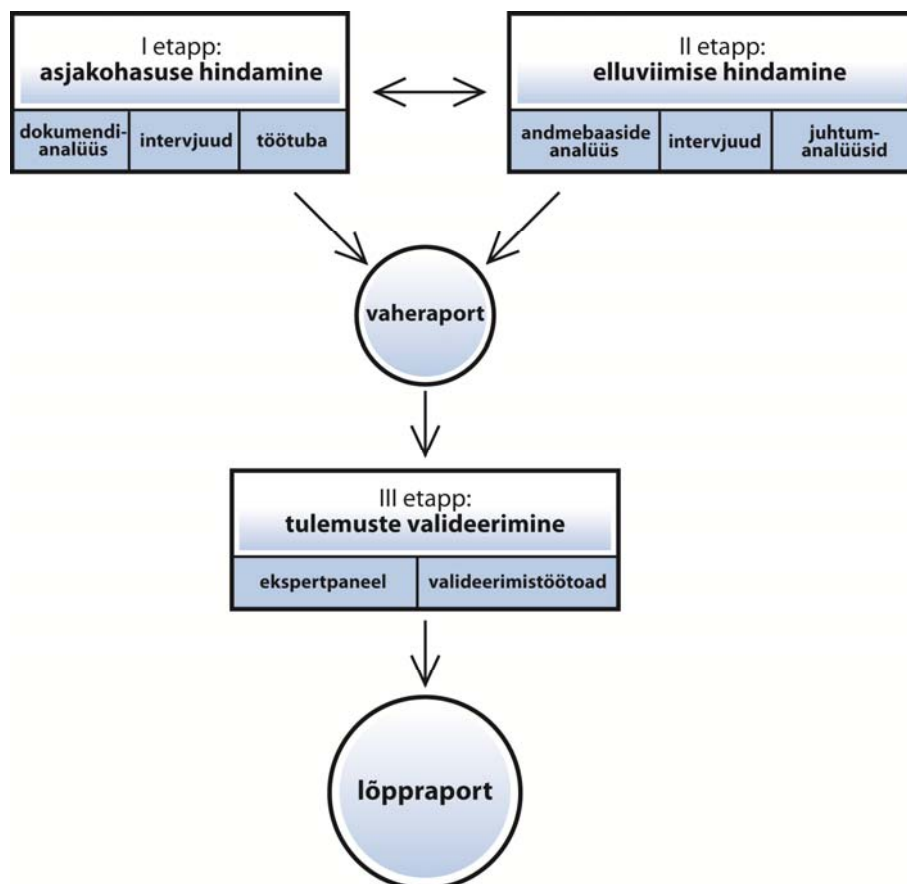 I etapp:
asjakohasuse hindamine
dokumendi-
analüüs
intervjuud
töötuba
II etapp:
elluviimise hindamine
andmebaaside
analüüs
intervjuud
juhtum-
analüüsid
vaheraport
III etapp:
tulemuste valideerimine
ekspertpaneel
valideerimistöötoad
lõppraport